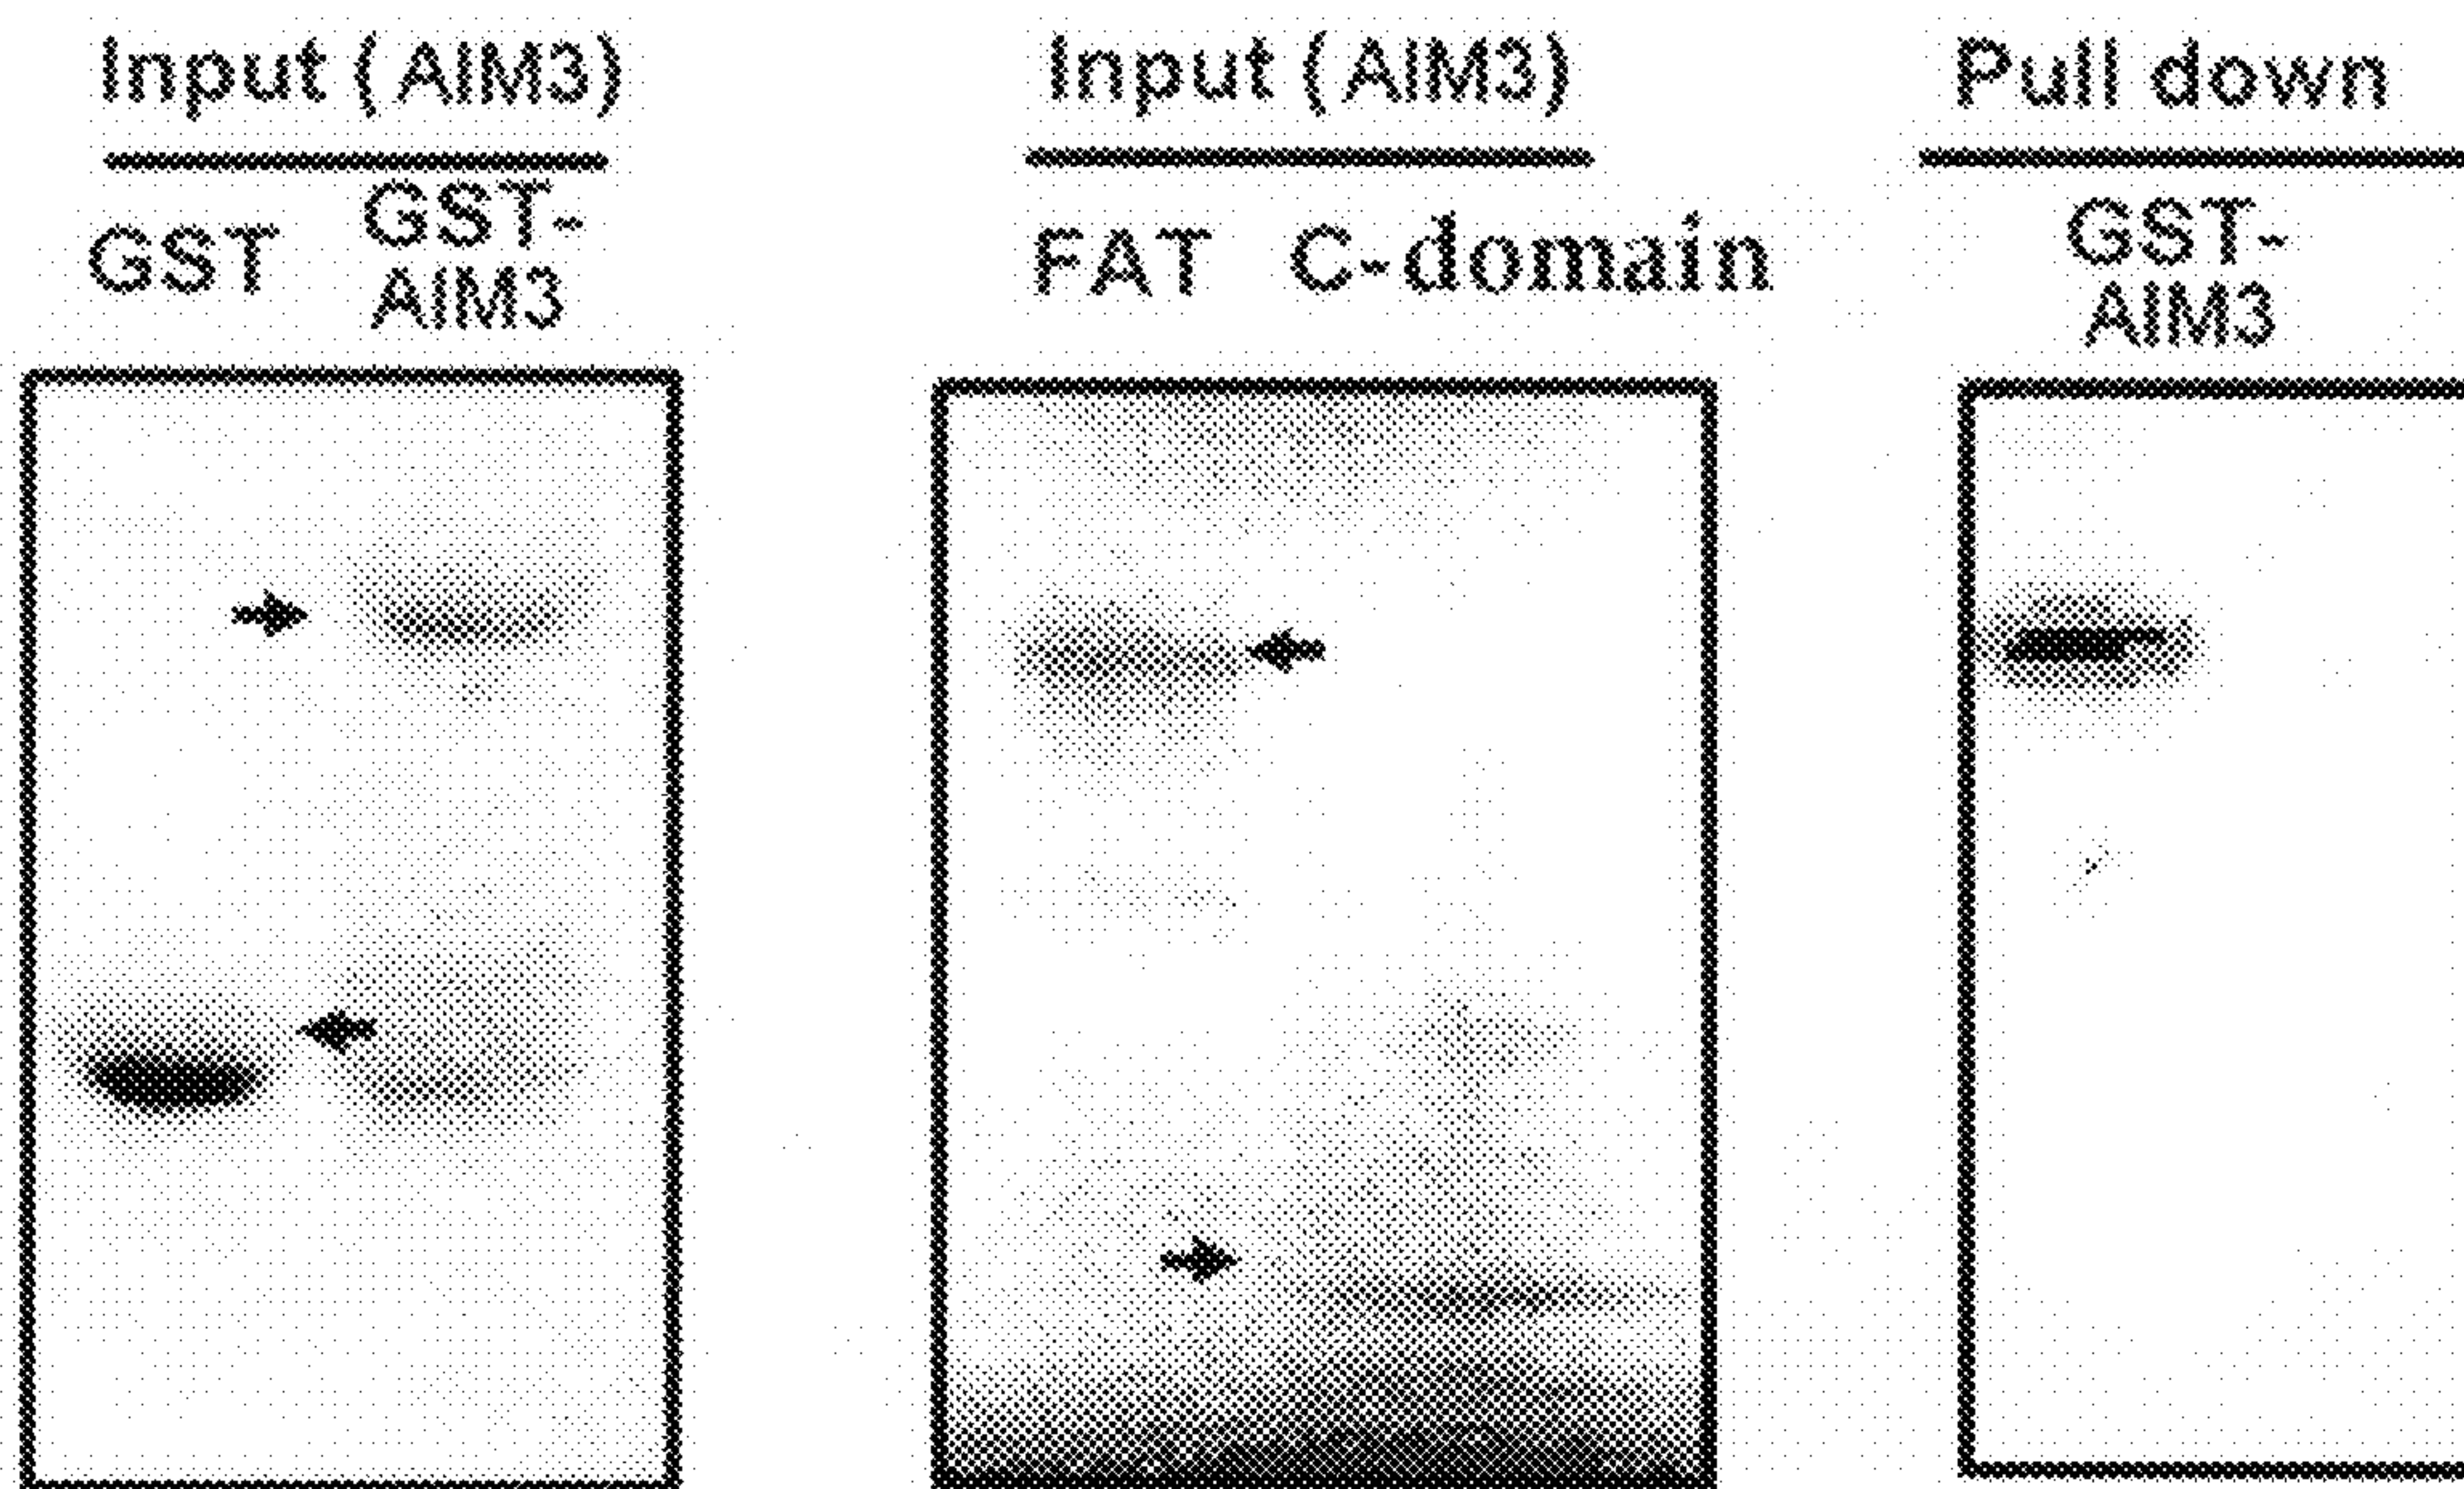 Input (AIM3)
GST GST-
AIM3
Input (AIM3)
FAT C-domain
Pull down
GST-
AIM3